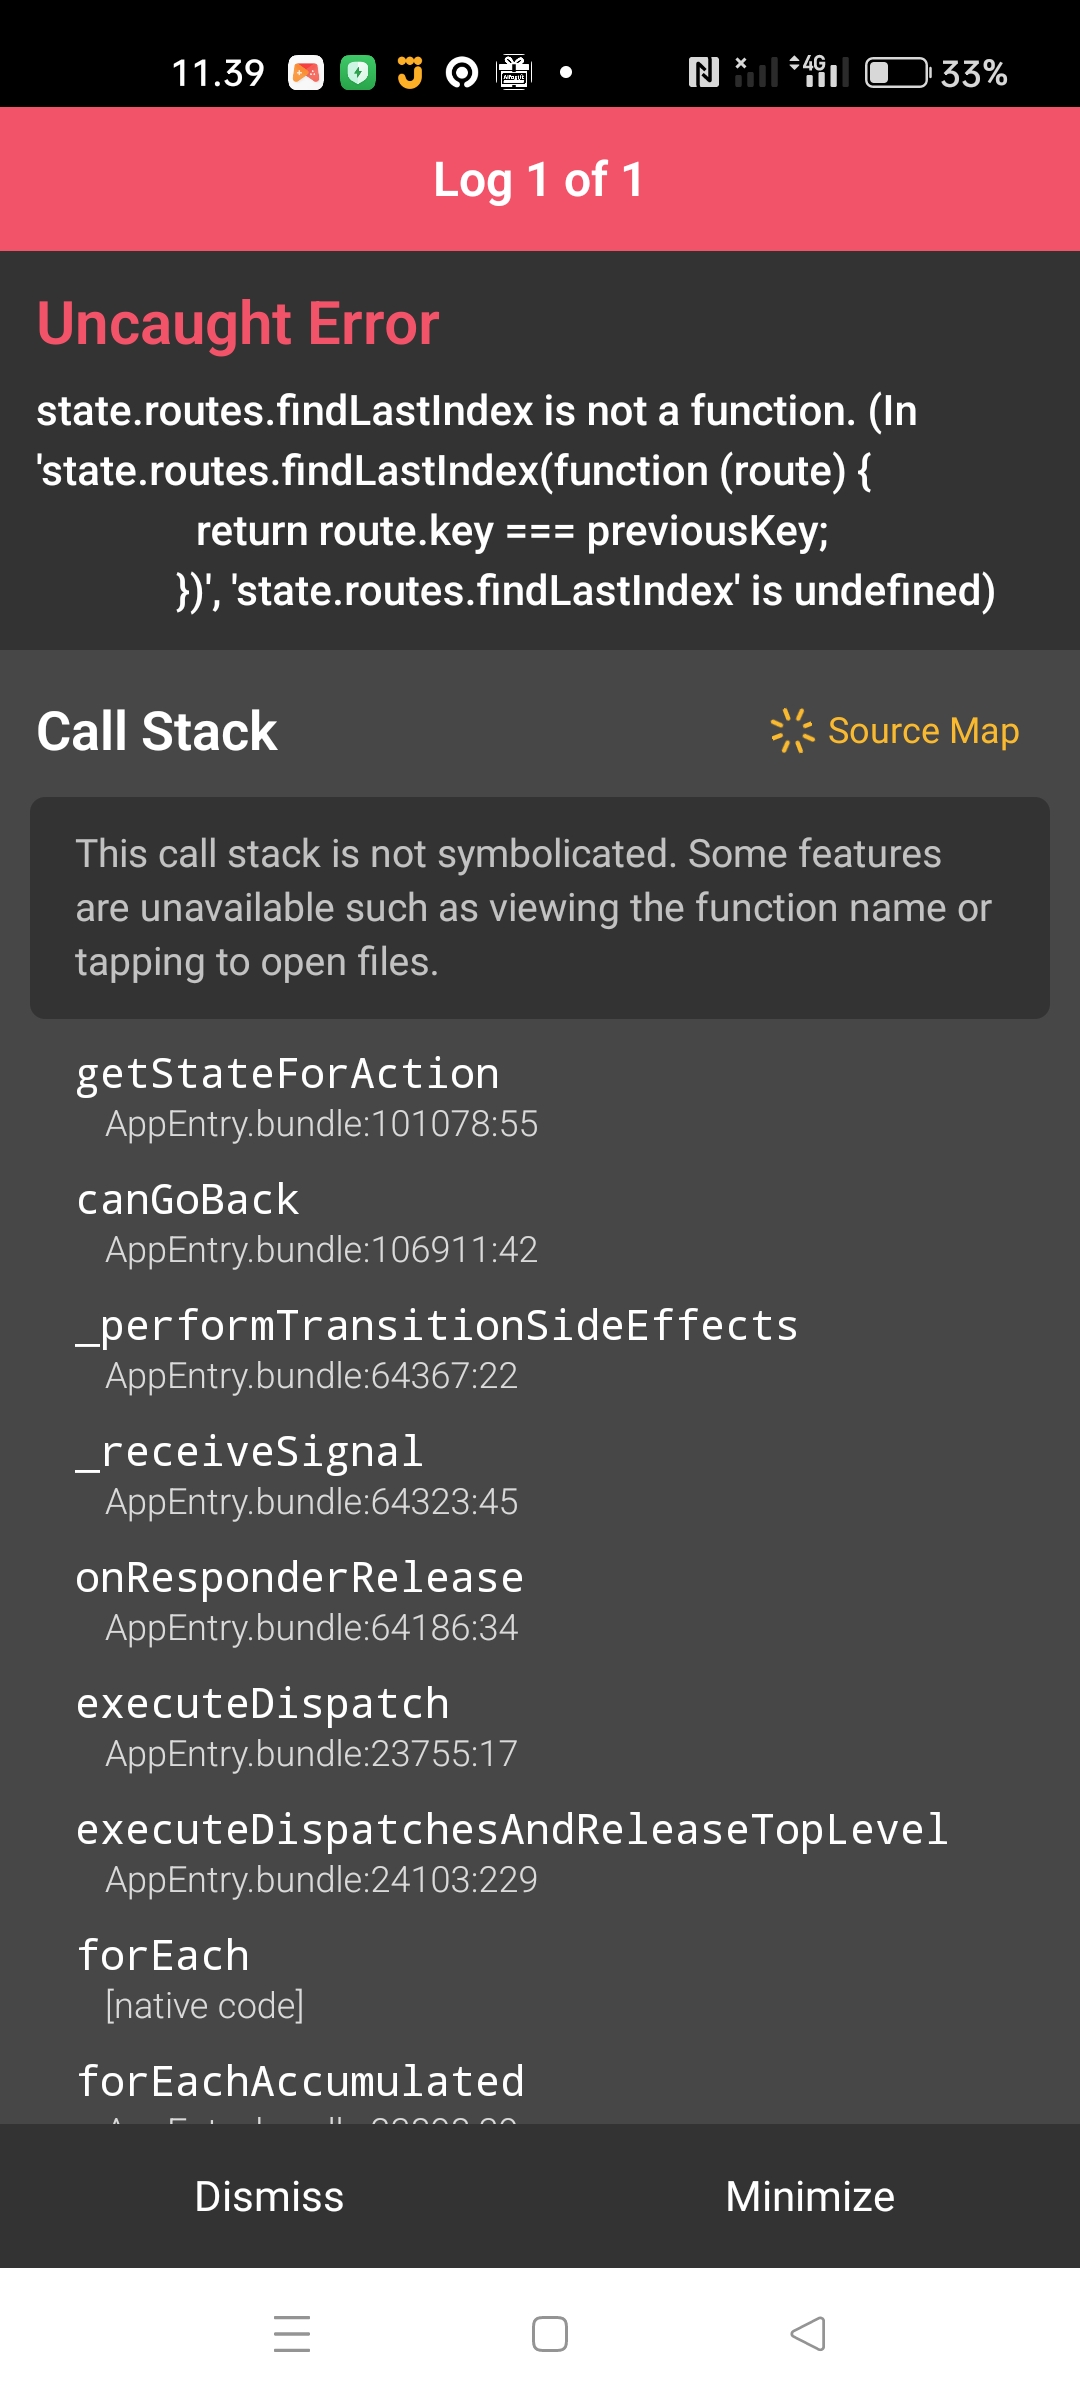 11.39
4G
33%
Log 1 of 1
Uncaught Error
state.routes.findLastIndex is not a function. (In
'state.routes.findLastIndex(function (route) {
return route.key === previousKey;
})', 'state.routes.findLastIndex' is undefined)
Call Stack
Source Map
This call stack is not symbolicated. Some features
are unavailable such as viewing the function name or
tapping to open files.
getStateForAction
AppEntry.bundle:101078:55
canGoBack
AppEntry.bundle:106911:42
_performTransitionSideEffects
AppEntry.bundle:64367:22
_receiveSignal
AppEntry.bundle:64323:45
onResponderRelease
AppEntry.bundle:64186:34
executeDispatch
AppEntry.bundle:23755:17
executeDispatchesAndReleaseTopLevel
AppEntry.bundle:24103:229
forEach
[native code]
forEachAccumulated
Dismiss
Minimize